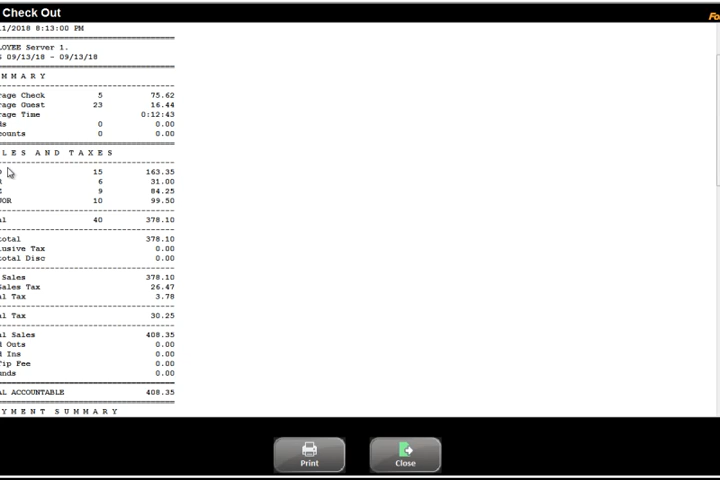 Check Out
Fo
1/2018 8:13:00 PM
LOYEE Server 1.
S 09/13/18 - 09/13/18
MMARY
rage Check 5 75.62
rage Guest 23 16.44
rage Time 0:12:43
ds 0 0.00
counts 0 0.00
LES AND TAXES
D 15 163.35
R 6 31.00
E 9 84.25
UOR 10 99.50
al 40 378.10
total 378.10
lusive Tax 0.00
total Disc 0.00
Sales 378.10
Sales Tax 26.47
al Tax 3.78
al Tax 30.25
al Sales 408.35
d Outs 0.00
d Ins 0.00
Tip Fee 0.00
unds 0.00
AL ACCOUNTABLE 408.35
YMENT SUMMARY
Print
Close